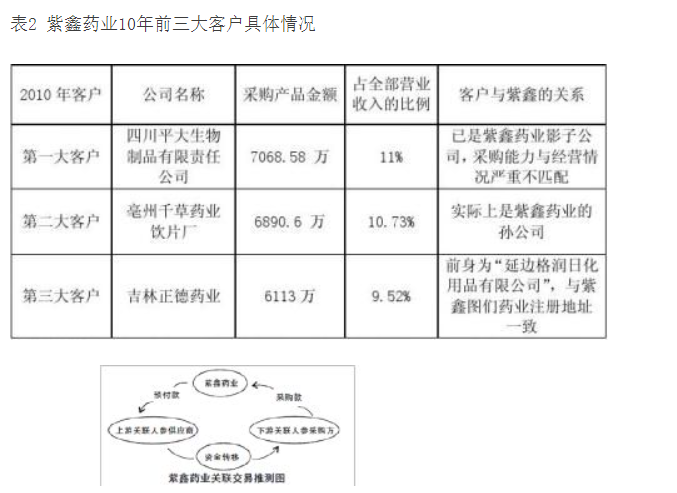 表2 紫鑫药业10年前三大客户具体情况
2010 年客户
公司名称
采购产品金额
占全部营业
收入的比例
客户与紫鑫的关系
第一大客户
四川平大生物
制品有限责任
公司
7068.58 万
11%
已是紫鑫药业影子公
司，采购能力与经营情
况严重不匹配
第二大客户
亳州千草药业
饮片厂
6890.6 万
10.73%
实际上是紫鑫药业的
孙公司
第三大客户
吉林正德药业
6113 万
9.52%
前身为“延边格润日化
用品有限公司”，与紫
鑫图们药业注册地址
一致
紫鑫药业
预付款
采购款
上游关联人参供应商
下游关联人参采购方
资金转移
紫鑫药业关联交易推测图